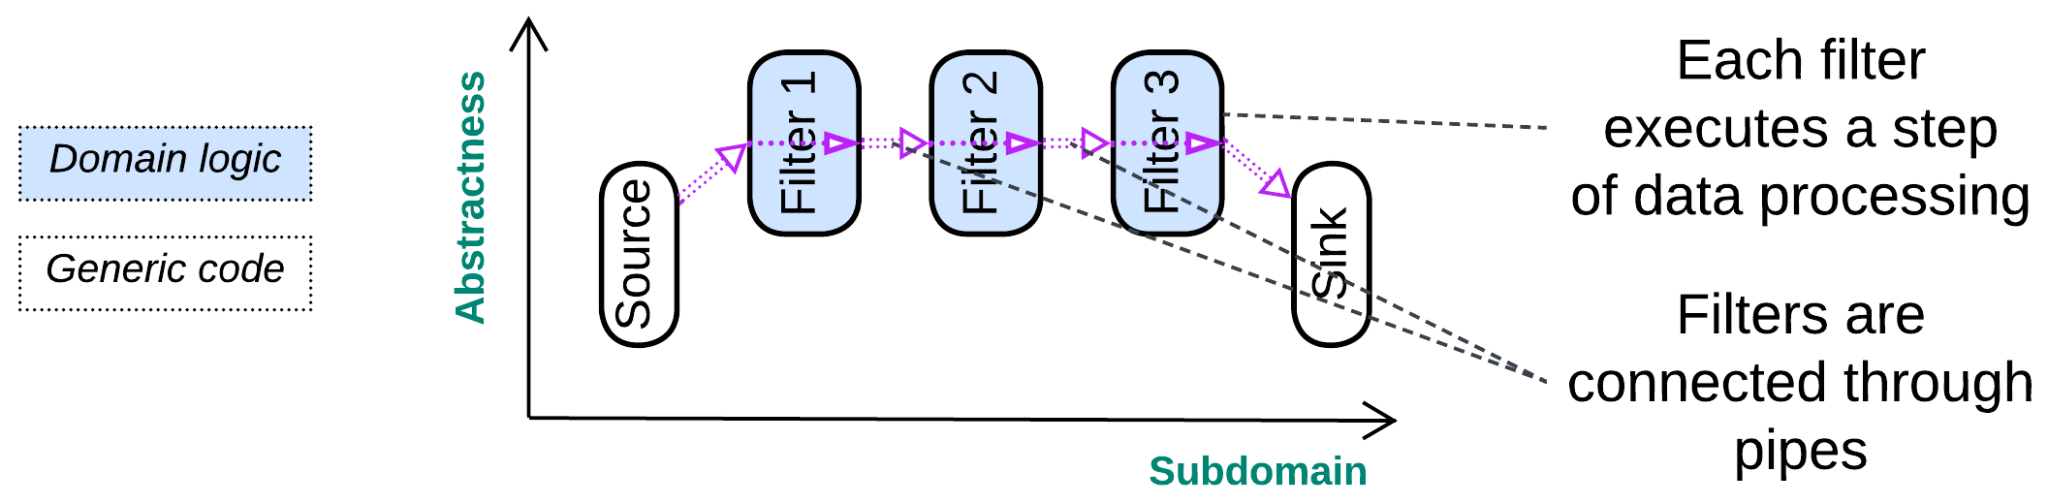 Domain logic
Generic code
Abstractness
Source
Filter 1
Filter 2
Filter 3
Sink
Subdomain
Each filter
executes a step
of data processing
Filters are
connected through
pipes